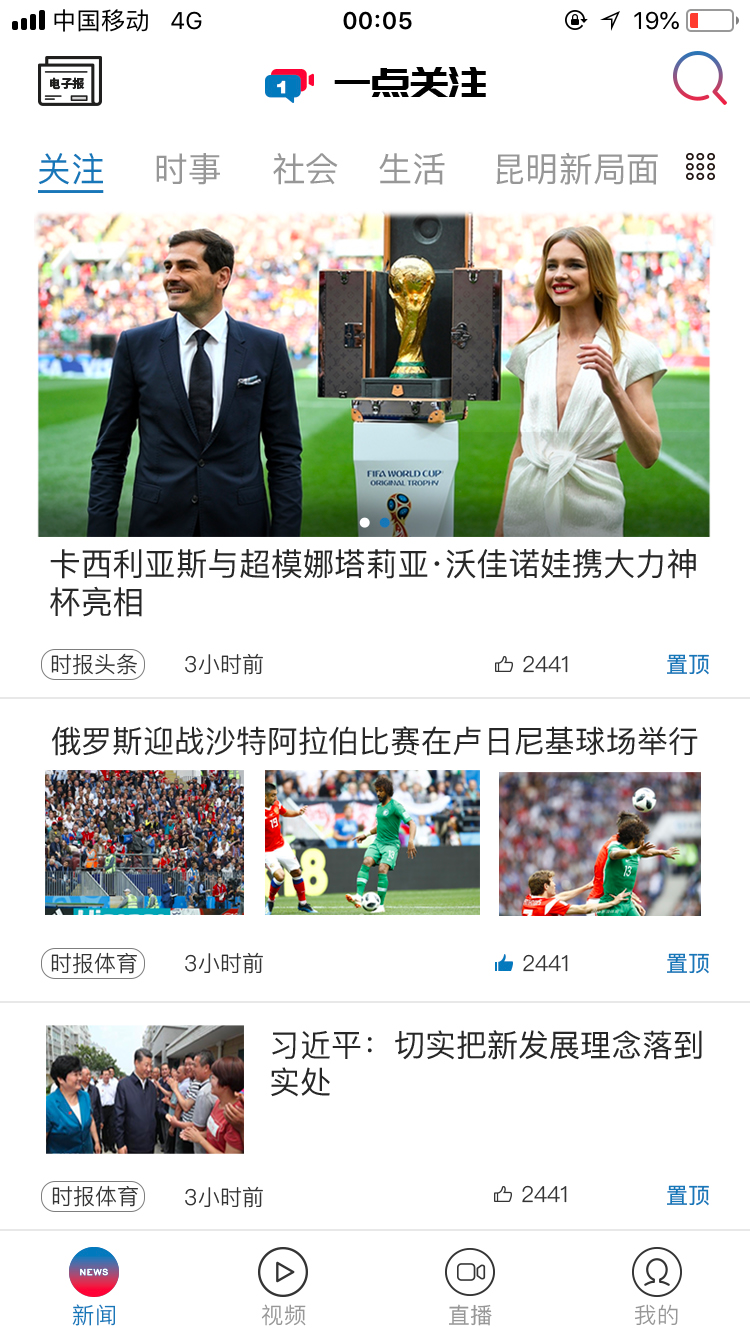 中国移动 4G 00:05 19%
电子报
1 一点关注
关注 时事 社会 生活 昆明新局面
FIFA WORLD CUP
ORIGINAL TROPHY
卡西利亚斯与超模娜塔莉亚·沃佳诺娃携大力神
杯亮相
时报头条 3小时前 2441 置顶
俄罗斯迎战沙特阿拉伯比赛在卢日尼基球场举行
19
8
13
时报体育 3小时前 2441 置顶
习近平：切实把新发展理念落到
实处
时报体育 3小时前 2441 置顶
NEWS
新闻 视频 直播 我的